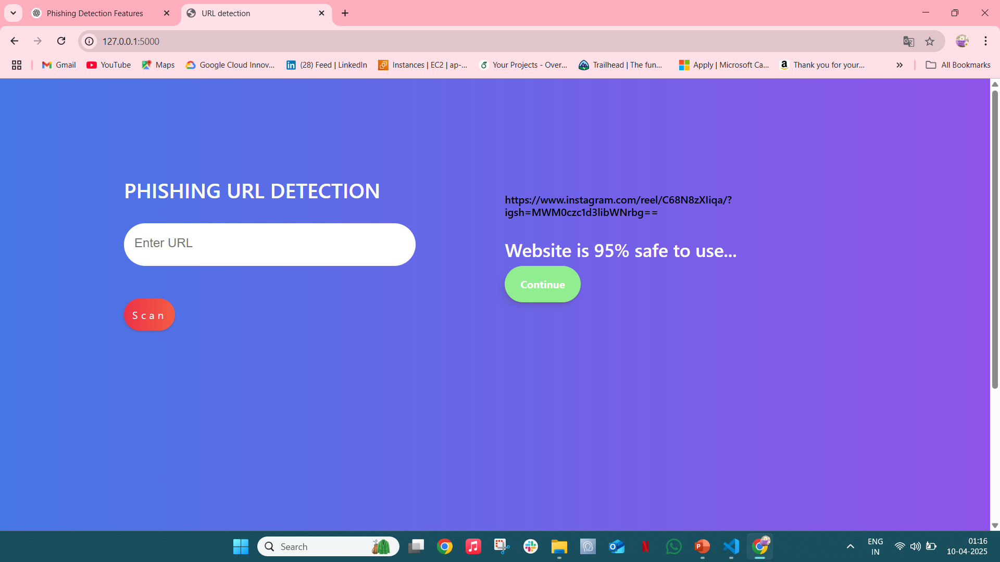 Phishing Detection Features
URL detection
127.0.0.1:5000
Gmail
YouTube
Maps
Google Cloud Innov...
(28) Feed | LinkedIn
Instances | EC2 | ap-...
Your Projects - Over...
Trailhead | The fun...
Apply | Microsoft Ca...
Thank you for your...
All Bookmarks
PHISHING URL DETECTION
Enter URL
Scan
https://www.instagram.com/reel/C68N8zXIiqa/?
igsh=MWM0czc1d3libWNrbg==
Website is 95% safe to use...
Continue
Search
ENG
IN
01:16
10-04-2025